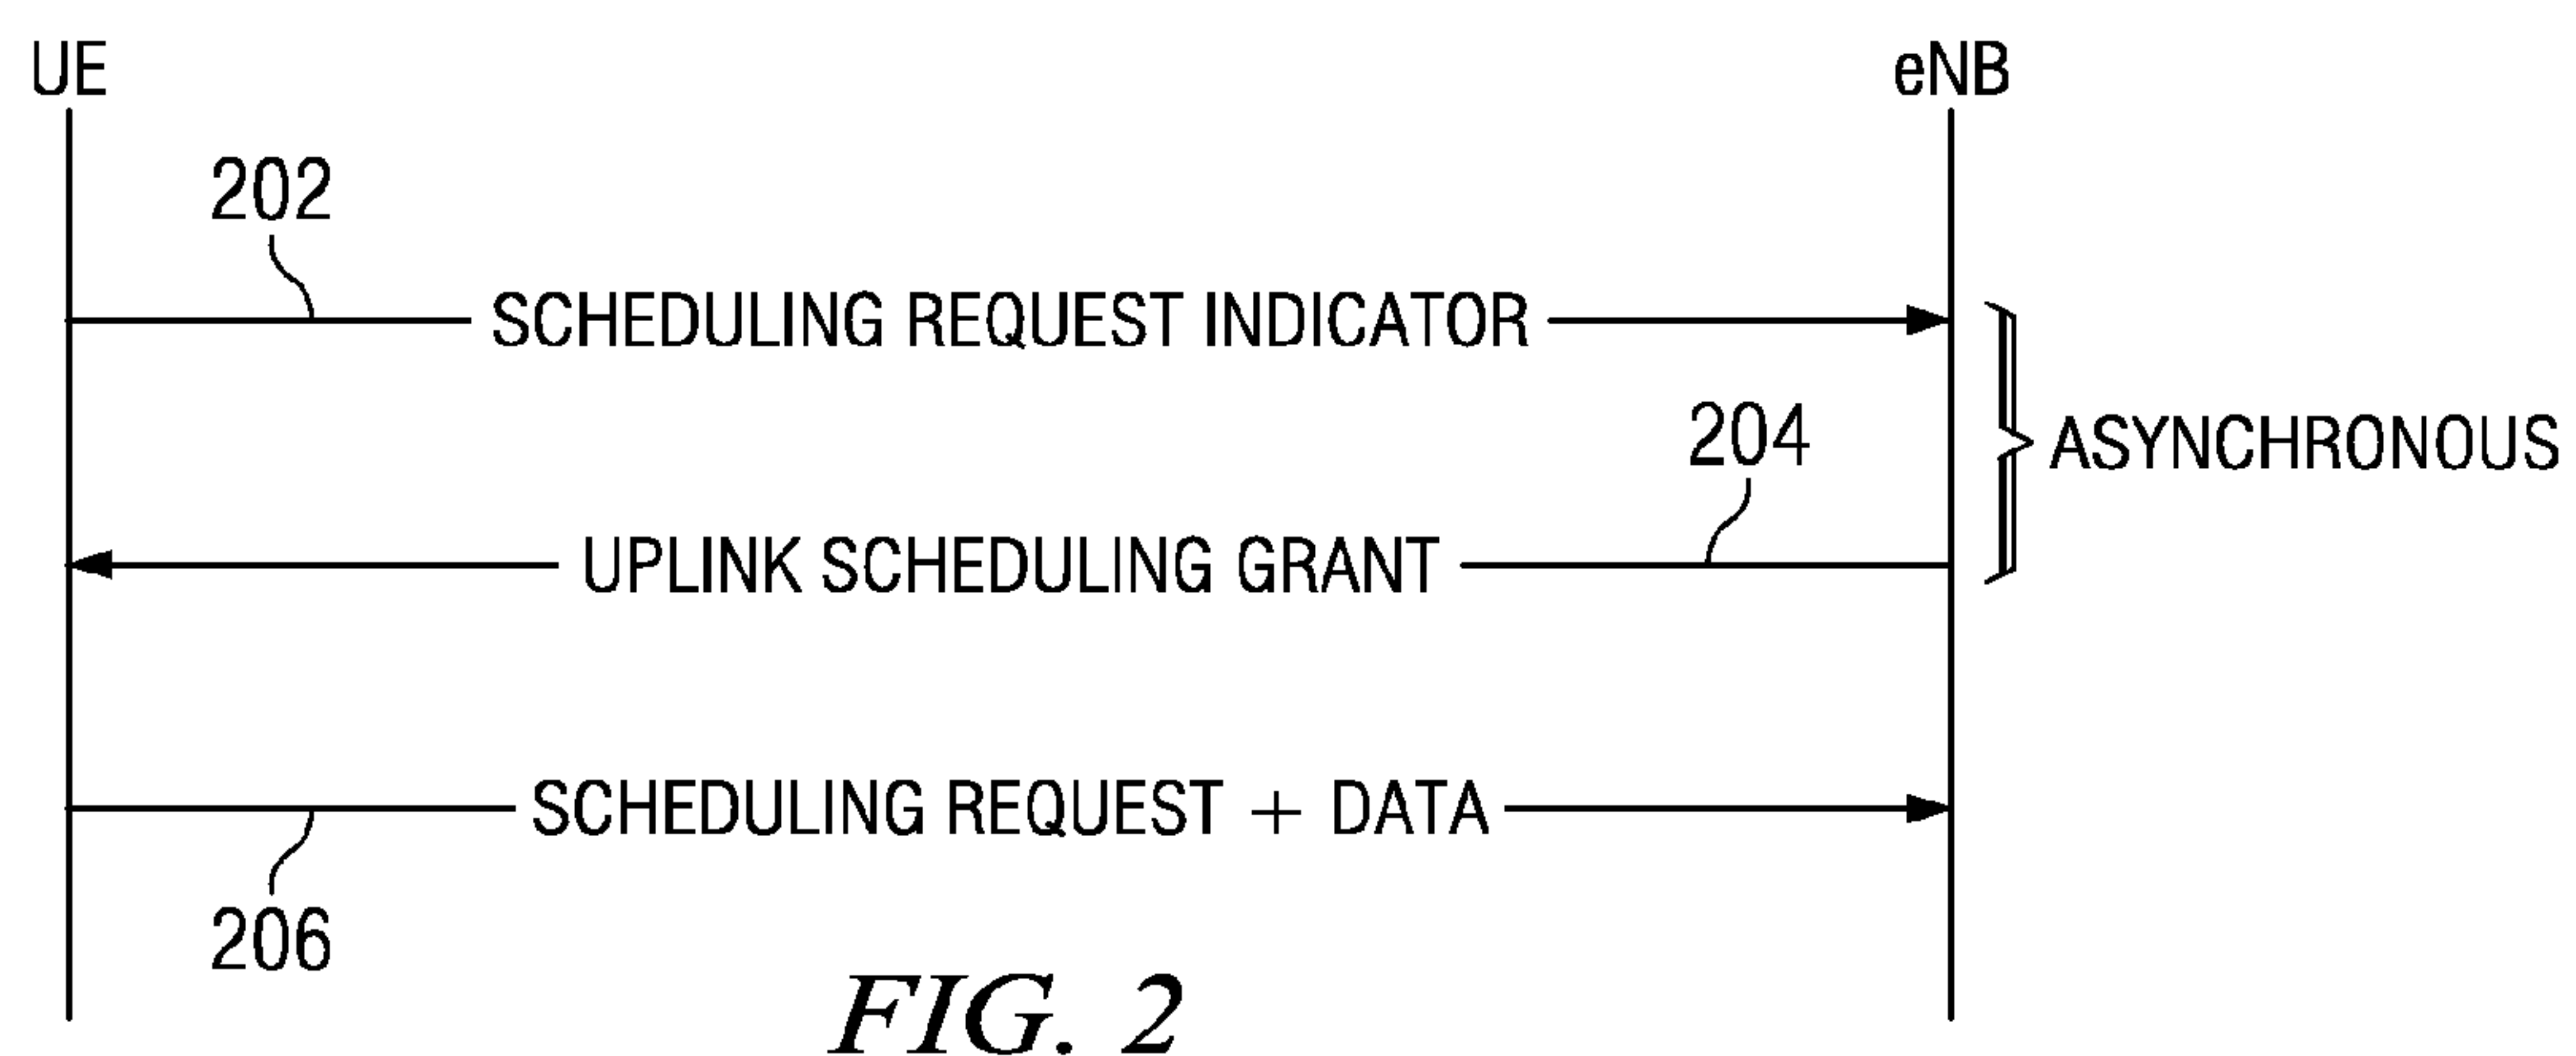 UE
eNB
202
SCHEDULING REQUEST INDICATOR
204
ASYNCHRONOUS
UPLINK SCHEDULING GRANT
SCHEDULING REQUEST + DATA
206
FIG. 2